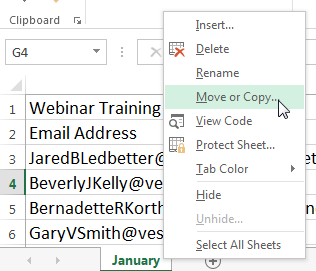 Clipboard
G4
Insert...
Delete
Rename
Move or Copy...
View Code
Protect Sheet...
Tab Color
Hide
Unhide...
Select All Sheets
1 Webinar Training
2 Email Address
3 JaredBLedbetter@
4 BeverlyJKelly@ves
5 BernadetteRKorth
6 GaryVSmith@ves
January